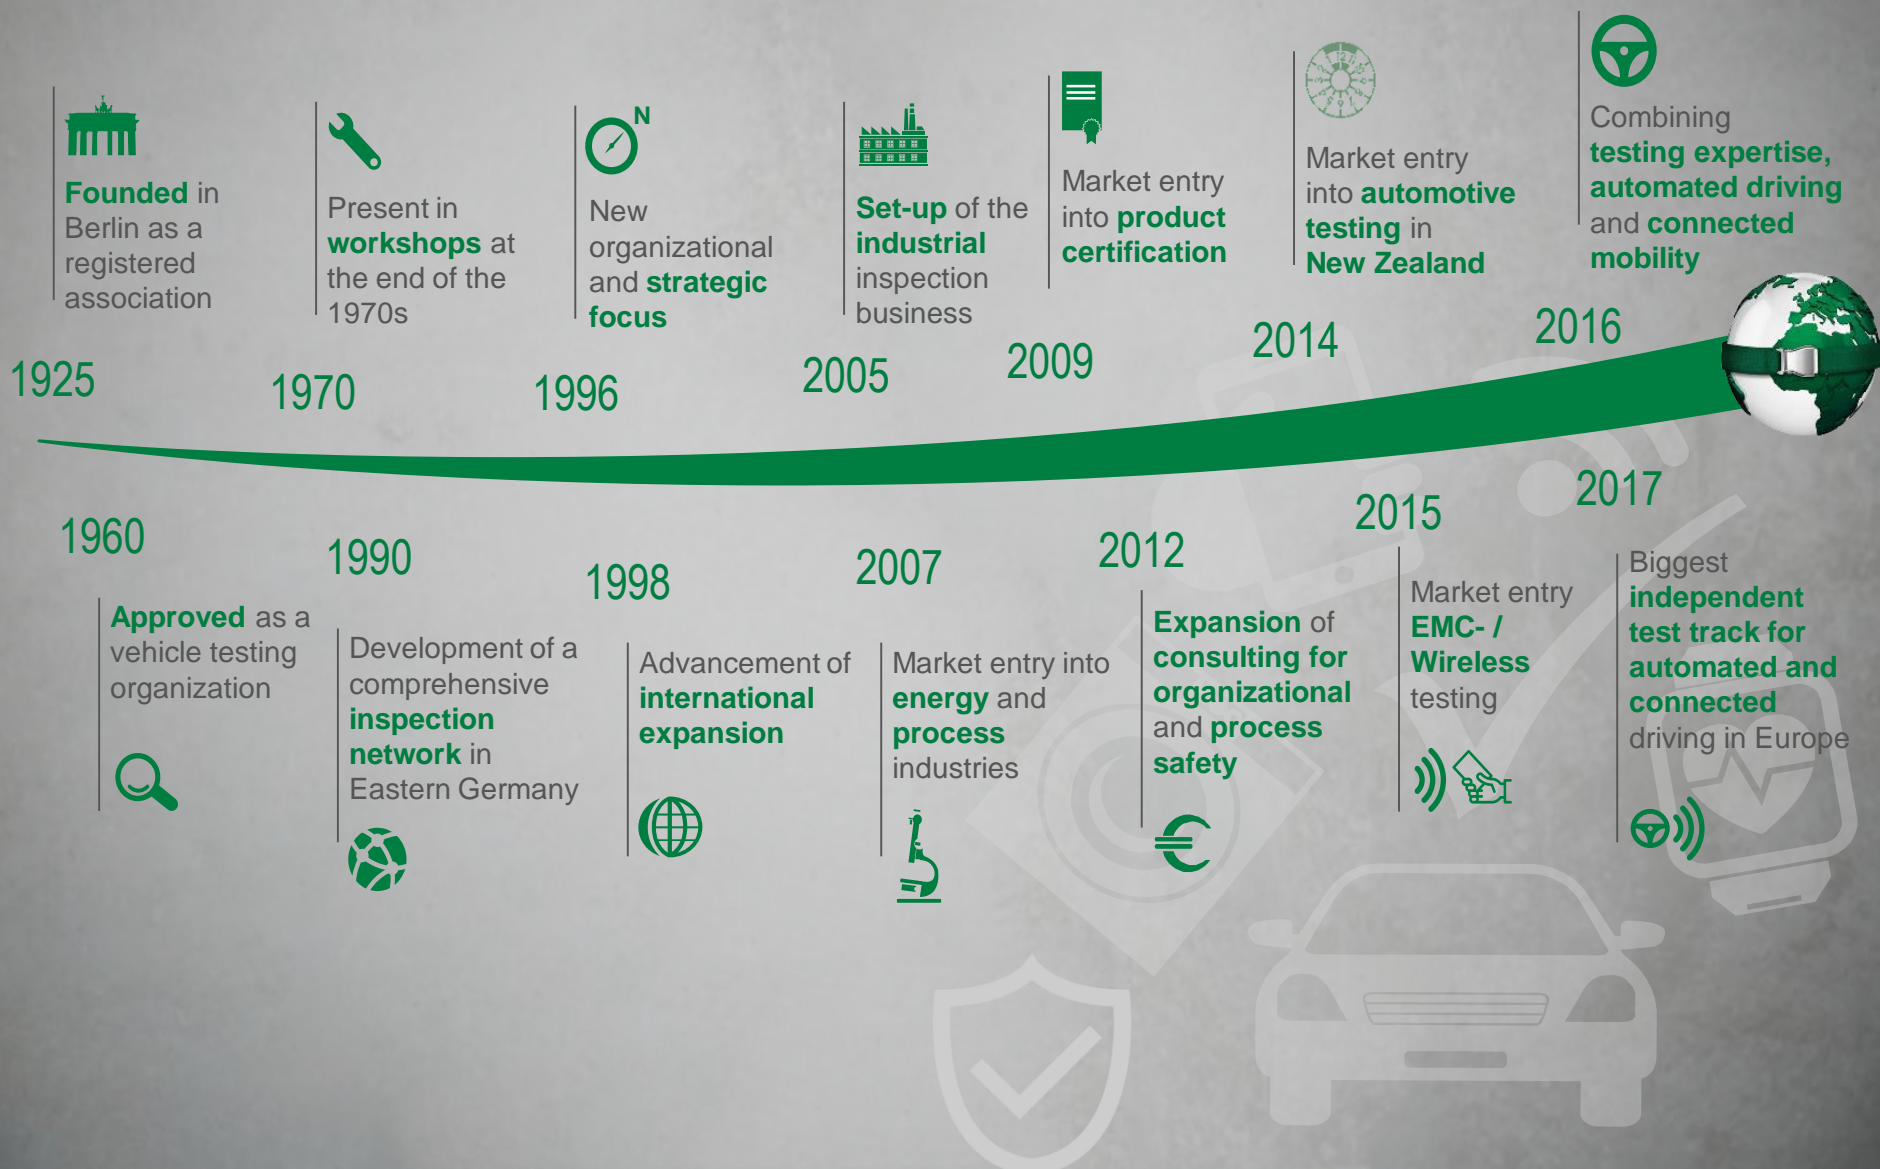 1925
Founded in
Berlin as a
registered
association
1970
Present in
workshops at
the end of the
1970s
1996
N
New
organizational
and strategic
focus
2005
Set-up of the
industrial
inspection
business
2009
Market entry
into product
certification
2014
Market entry
into automotive
testing in
New Zealand
2016
Combining
testing expertise,
automated driving
and connected
mobility
1960
Approved as a
vehicle testing
organization
1990
Development of a
comprehensive
inspection
network in
Eastern Germany
1998
Advancement of
international
expansion
2007
Market entry into
energy and
process
industries
2012
Expansion of
consulting for
organizational
and process
safety
€
2015
Market entry
EMC- /
Wireless
testing
2017
Biggest
independent
test track for
automated and
connected
driving in Europe